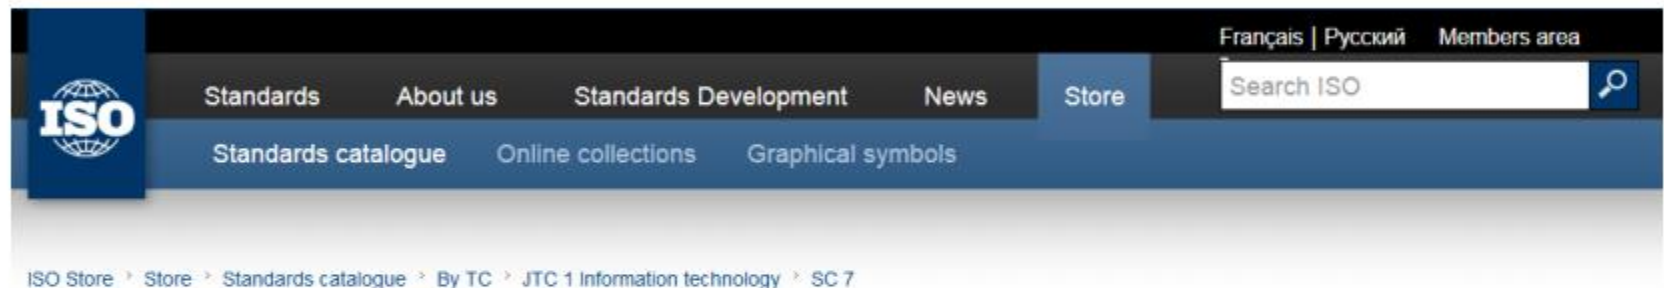 Français | Русский Members area
Search ISO
ISO
Standards About us Standards Development News Store
Standards catalogue Online collections Graphical symbols
ISO Store > Store > Standards catalogue > By TC > JTC 1 Information technology > SC 7